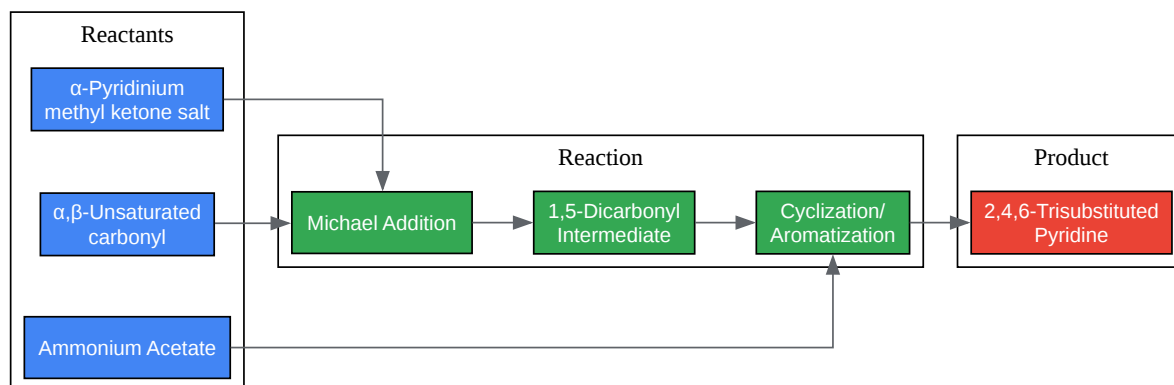 Reactants
α-Pyridinium
methyl ketone salt
α,β-Unsaturated
carbonyl
Ammonium Acetate
Reaction
Michael Addition
1,5-Dicarbonyl
Intermediate
Cyclization/
Aromatization
Product
2,4,6-Trisubstituted
Pyridine